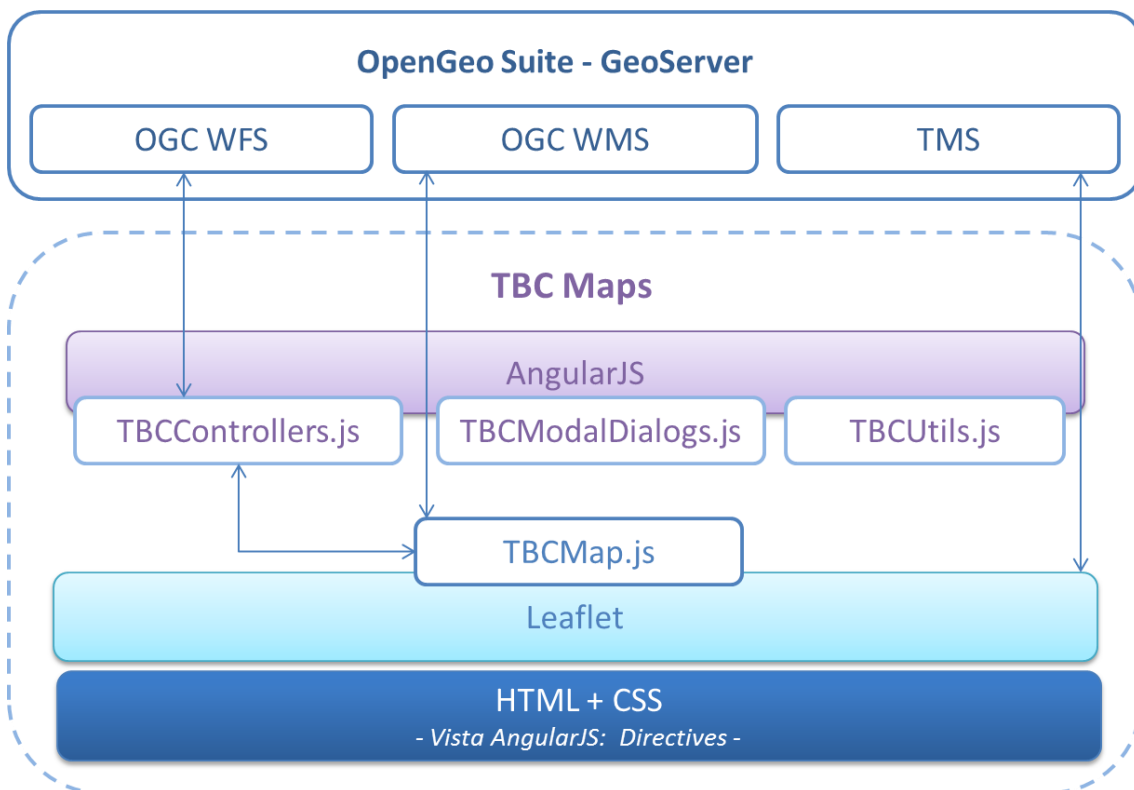 OpenGeo Suite - GeoServer
OGC WFS
OGC WMS
TMS
TBC Maps
AngularJS
TBCControllers.js
TBCModalDialogs.js
TBCUtils.js
TBCMap.js
Leaflet
HTML + CSS
- Vista AngularJS: Directives -